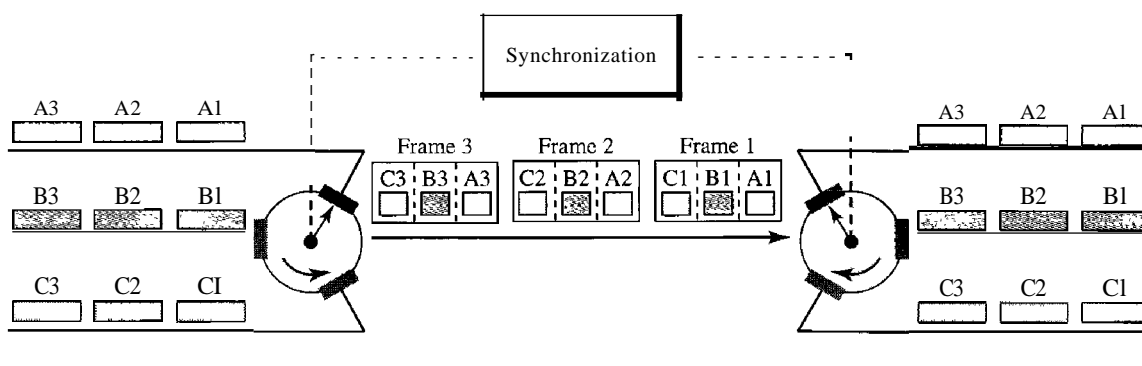 Synchronization
A3 A2 A1 A3 A2 A1
Frame 3 Frame 2 Frame 1
C3 B3 A3 C2 B2 A2 C1 B1 A1
B3 B2 B1 B3 B2 B1
C3 C2 CI C3 C2 C1